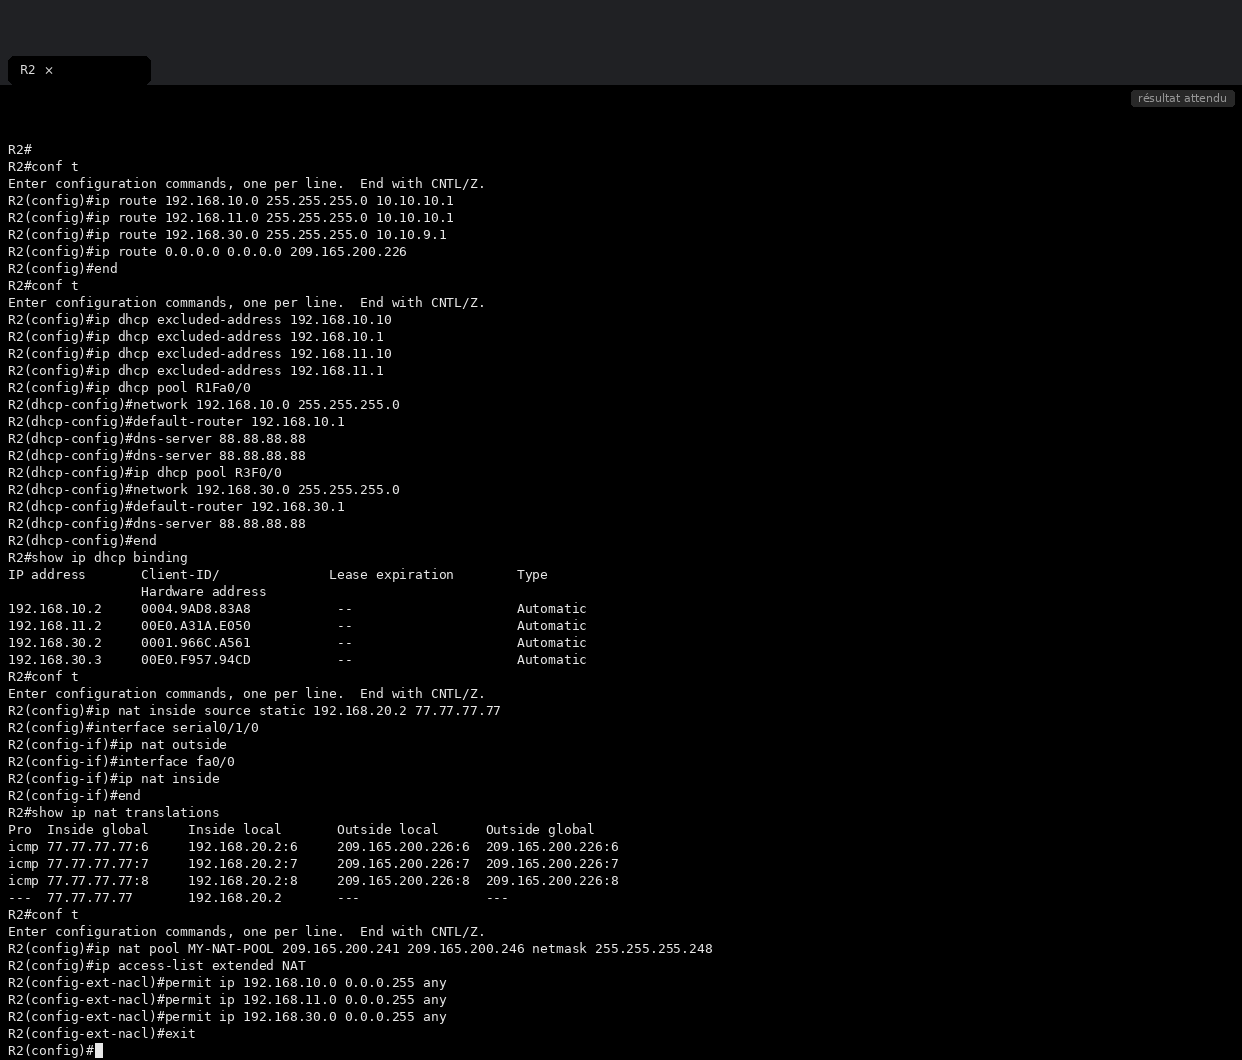 R2 ×
résultat attendu
R2#
R2#conf t
Enter configuration commands, one per line.  End with CNTL/Z.
R2(config)#ip route 192.168.10.0 255.255.255.0 10.10.10.1
R2(config)#ip route 192.168.11.0 255.255.255.0 10.10.10.1
R2(config)#ip route 192.168.30.0 255.255.255.0 10.10.9.1
R2(config)#ip route 0.0.0.0 0.0.0.0 209.165.200.226
R2(config)#end
R2#conf t
Enter configuration commands, one per line.  End with CNTL/Z.
R2(config)#ip dhcp excluded-address 192.168.10.10
R2(config)#ip dhcp excluded-address 192.168.10.1
R2(config)#ip dhcp excluded-address 192.168.11.10
R2(config)#ip dhcp excluded-address 192.168.11.1
R2(config)#ip dhcp pool R1Fa0/0
R2(dhcp-config)#network 192.168.10.0 255.255.255.0
R2(dhcp-config)#default-router 192.168.10.1
R2(dhcp-config)#dns-server 88.88.88.88
R2(dhcp-config)#dns-server 88.88.88.88
R2(dhcp-config)#ip dhcp pool R3F0/0
R2(dhcp-config)#network 192.168.30.0 255.255.255.0
R2(dhcp-config)#default-router 192.168.30.1
R2(dhcp-config)#dns-server 88.88.88.88
R2(dhcp-config)#end
R2#show ip dhcp binding
IP address       Client-ID/              Lease expiration        Type
                 Hardware address
192.168.10.2     0004.9AD8.83A8           --                     Automatic
192.168.11.2     00E0.A31A.E050           --                     Automatic
192.168.30.2     0001.966C.A561           --                     Automatic
192.168.30.3     00E0.F957.94CD           --                     Automatic
R2#conf t
Enter configuration commands, one per line.  End with CNTL/Z.
R2(config)#ip nat inside source static 192.168.20.2 77.77.77.77
R2(config)#interface serial0/1/0
R2(config-if)#ip nat outside
R2(config-if)#interface fa0/0
R2(config-if)#ip nat inside
R2(config-if)#end
R2#show ip nat translations
Pro  Inside global     Inside local       Outside local      Outside global
icmp 77.77.77.77:6     192.168.20.2:6     209.165.200.226:6  209.165.200.226:6
icmp 77.77.77.77:7     192.168.20.2:7     209.165.200.226:7  209.165.200.226:7
icmp 77.77.77.77:8     192.168.20.2:8     209.165.200.226:8  209.165.200.226:8
---  77.77.77.77       192.168.20.2       ---                ---
R2#conf t
Enter configuration commands, one per line.  End with CNTL/Z.
R2(config)#ip nat pool MY-NAT-POOL 209.165.200.241 209.165.200.246 netmask 255.255.255.248
R2(config)#ip access-list extended NAT
R2(config-ext-nacl)#permit ip 192.168.10.0 0.0.0.255 any
R2(config-ext-nacl)#permit ip 192.168.11.0 0.0.0.255 any
R2(config-ext-nacl)#permit ip 192.168.30.0 0.0.0.255 any
R2(config-ext-nacl)#exit
R2(config)#